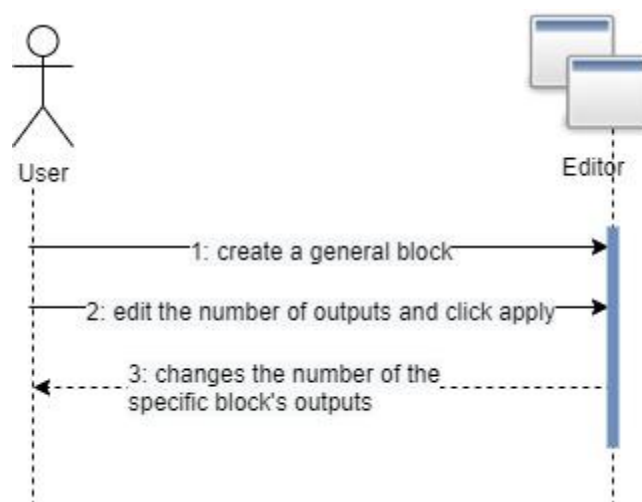 User
Editor
1: create a general block
2: edit the number of outputs and click apply
3: changes the number of the
specific block's outputs